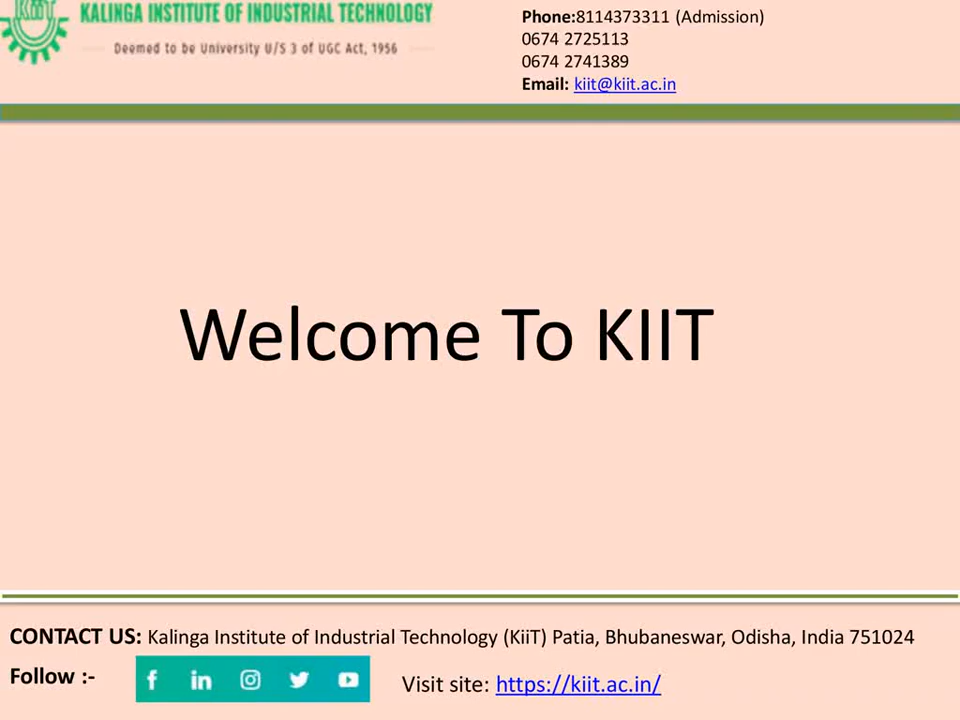 KiiT
KALINGA INSTITUTE OF INDUSTRIAL TECHNOLOGY
Deemed to be University U/S 3 of UGC Act, 1956
Phone:8114373311 (Admission)
0674 2725113
0674 2741389
Email: kiit@kiit.ac.in
Welcome To KIIT
CONTACT US: Kalinga Institute of Industrial Technology (KiiT) Patia, Bhubaneswar, Odisha, India 751024
Follow :-
Visit site: https://kiit.ac.in/